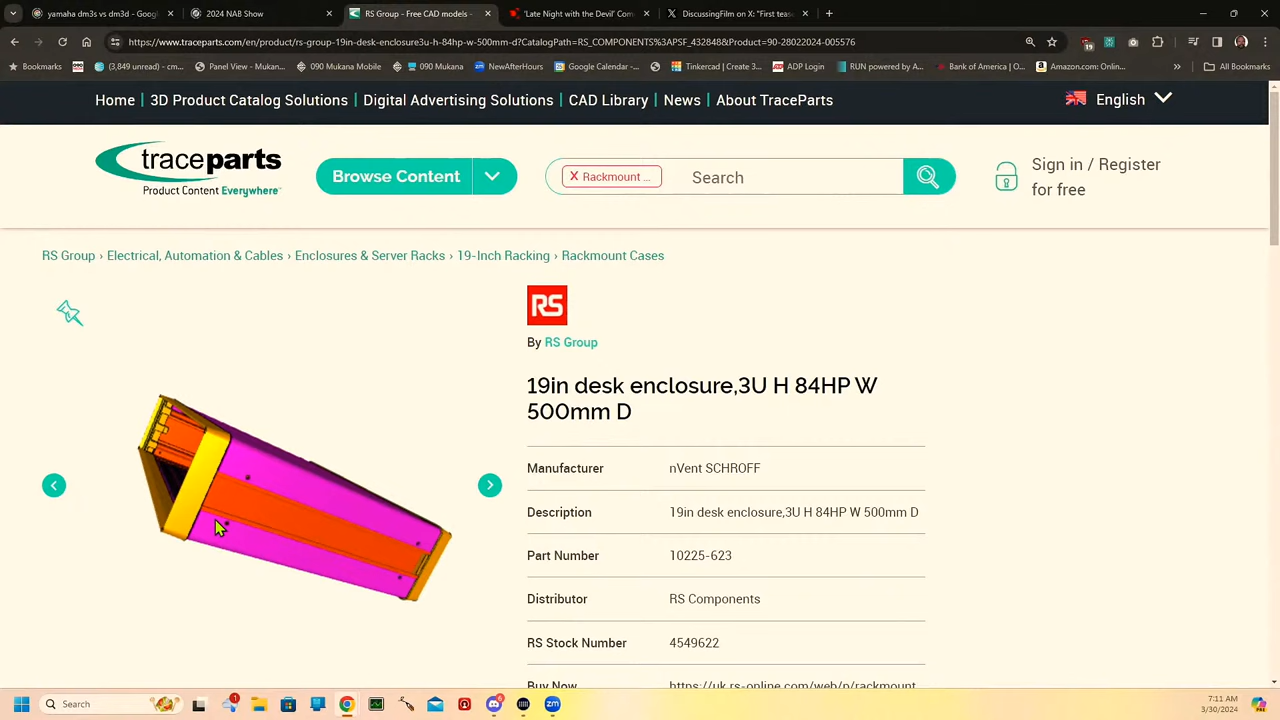 yamaha dm3s vs dm3d - Googl
2024 NAB Show
RS Group - Free CAD models -
'Late Night with the Devil' Com
DiscussingFilm on X: "First teas
https://www.traceparts.com/en/product/rs-group-19in-desk-enclosure3u-h-84hp-w-500mm-d?CatalogPath=RS_COMPONENTS%3APSF_432848&Product=90-28022024-005576
Bookmarks
(3,849 unread) - cm...
Panel View - Mukan...
090 Mukana Mobile
090 Mukana
NewAfterHours
Google Calendar -...
Tinkercad | Create 3...
ADP Login
RUN powered by A...
Bank of America | O...
Amazon.com: Onlin...
All Bookmarks
Home | 3D Product Catalog Solutions | Digital Advertising Solutions | CAD Library | News | About TraceParts
English
traceparts
Product Content Everywhere
Browse Content
X Rackmount ...
Search
Sign in / Register
for free
RS Group › Electrical, Automation & Cables › Enclosures & Server Racks › 19-Inch Racking › Rackmount Cases
RS
By RS Group
19in desk enclosure,3U H 84HP W
500mm D
Manufacturer nVent SCHROFF
Description 19in desk enclosure,3U H 84HP W 500mm D
Part Number 10225-623
Distributor RS Components
RS Stock Number 4549622
Buy Now https://uk.rs-online.com/web/p/rackmount
Search
7:11 AM
3/30/2024